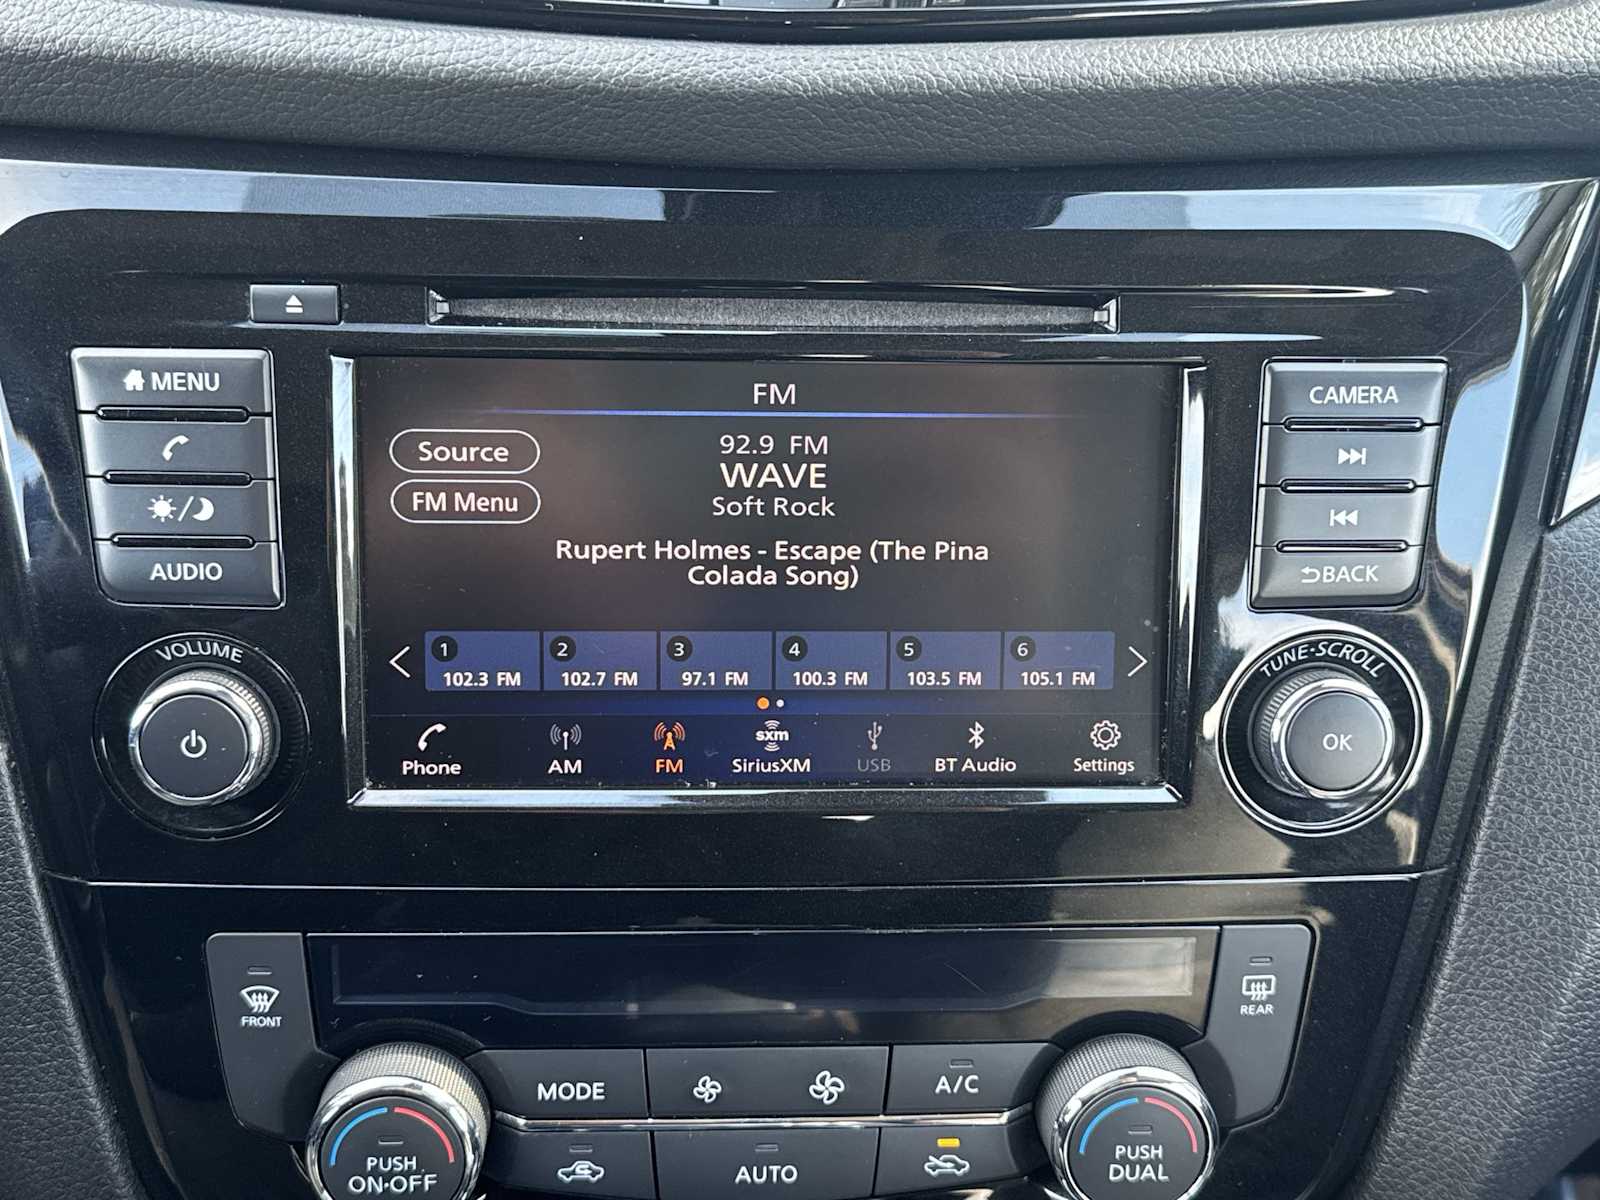 MENU
AUDIO
VOLUME
FM
Source
FM Menu
92.9 FM
WAVE
Soft Rock
Rupert Holmes - Escape (The Pina
Colada Song)
1 2 3 4 5 6
102.3 FM 102.7 FM 97.1 FM 100.3 FM 103.5 FM 105.1 FM
sxm
Phone AM FM SiriusXM USB BT Audio Settings
CAMERA
BACK
TUNE·SCROLL
OK
FRONT
REAR
MODE
A/C
PUSH
ON·OFF
AUTO
PUSH
DUAL